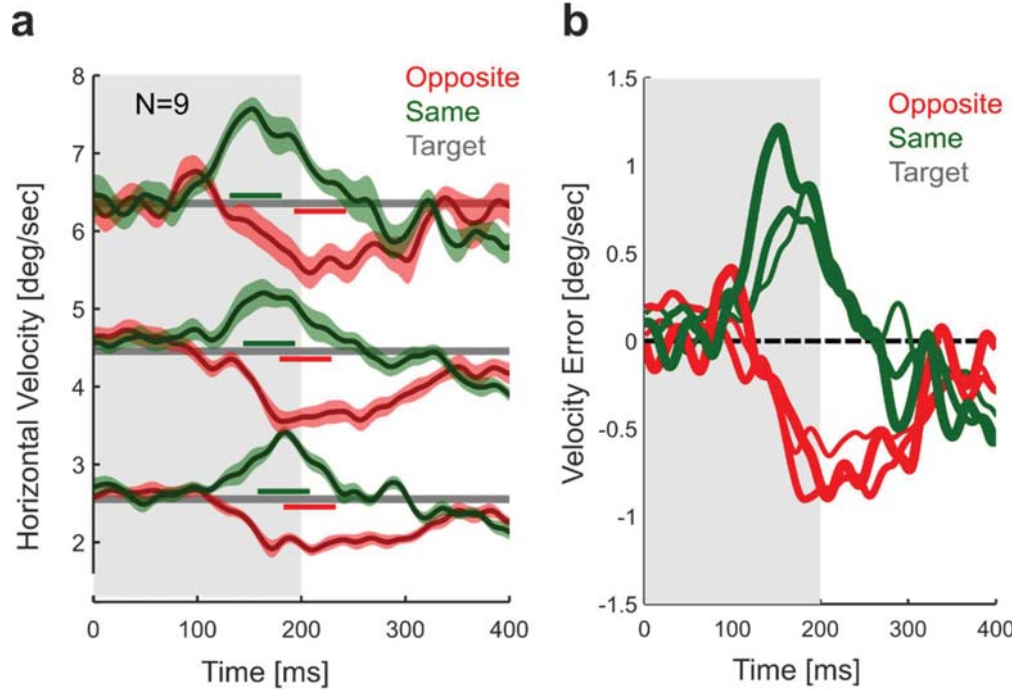 a
N=9
Opposite
Same
Target
8
7
6
5
4
3
2
Horizontal Velocity [deg/sec]
0 100 200 300 400
Time [ms]
b
Opposite
Same
Target
1.5
1
0.5
0
-0.5
-1
-1.5
Velocity Error [deg/sec]
0 100 200 300 400
Time [ms]